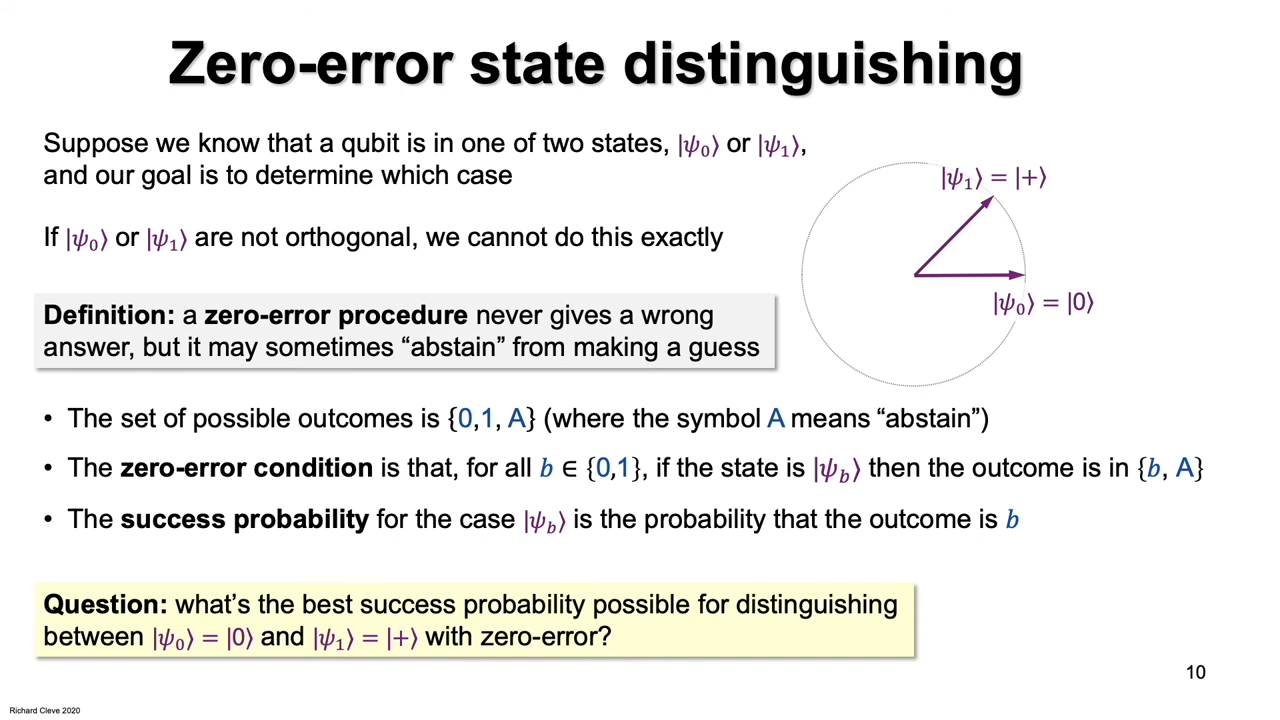 Zero-error state distinguishing
Suppose we know that a qubit is in one of two states, |ψ₀⟩ or |ψ₁⟩,
and our goal is to determine which case
|ψ₁⟩ = |+⟩
If |ψ₀⟩ or |ψ₁⟩ are not orthogonal, we cannot do this exactly
|ψ₀⟩ = |0⟩
Definition: a zero-error procedure never gives a wrong
answer, but it may sometimes “abstain” from making a guess
• The set of possible outcomes is {0,1, A} (where the symbol A means “abstain”)
• The zero-error condition is that, for all b ∈ {0,1}, if the state is |ψ_b⟩ then the outcome is in {b, A}
• The success probability for the case |ψ_b⟩ is the probability that the outcome is b
Question: what’s the best success probability possible for distinguishing
between |ψ₀⟩ = |0⟩ and |ψ₁⟩ = |+⟩ with zero-error?
10
Richard Cleve 2020